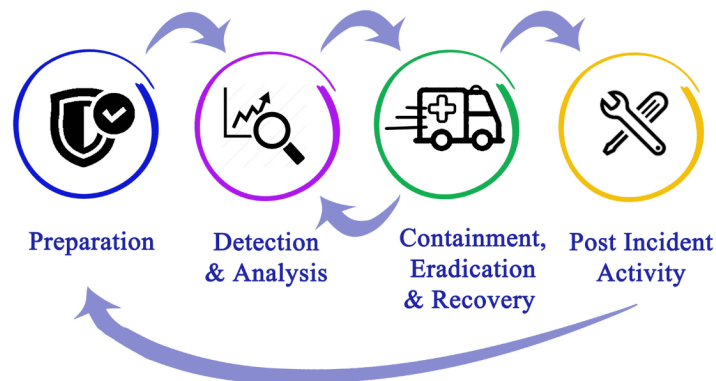 Preparation
Detection
& Analysis
Containment,
Eradication
& Recovery
Post Incident
Activity